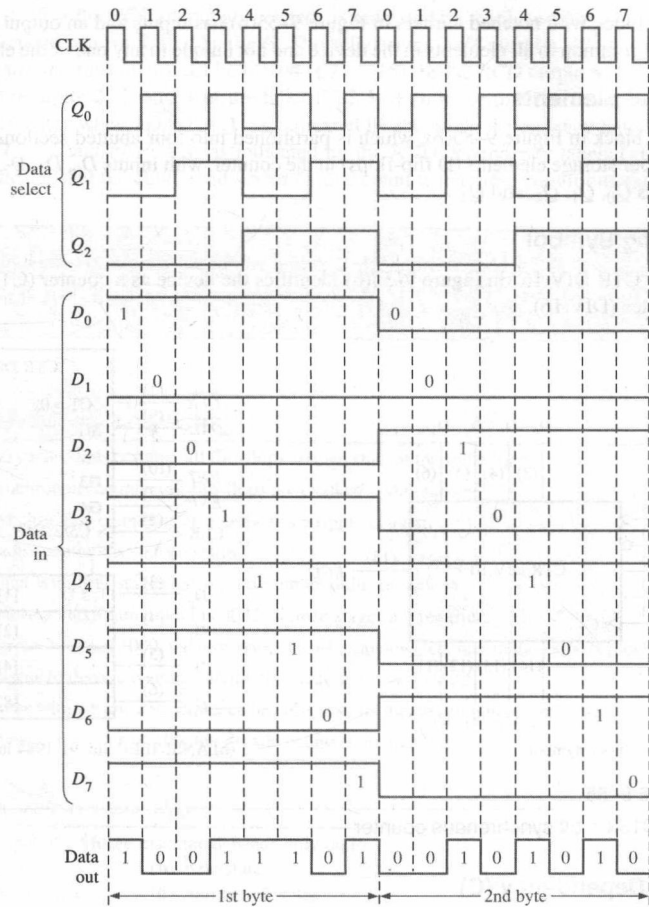 0 1 2 3 4 5 6 7 0 1 2 3 4 5 6 7
CLK
Q0
Data
select
Q1
Q2
D0 1 0
D1 0 0
D2 0 1
D3 1 0
Data
in
D4 1 1
D5 1 0
D6 0 1
D7 1 0
Data
out
1 0 0 1 1 1 0 1 0 0 1 0 1 0 1 0
1st byte 2nd byte